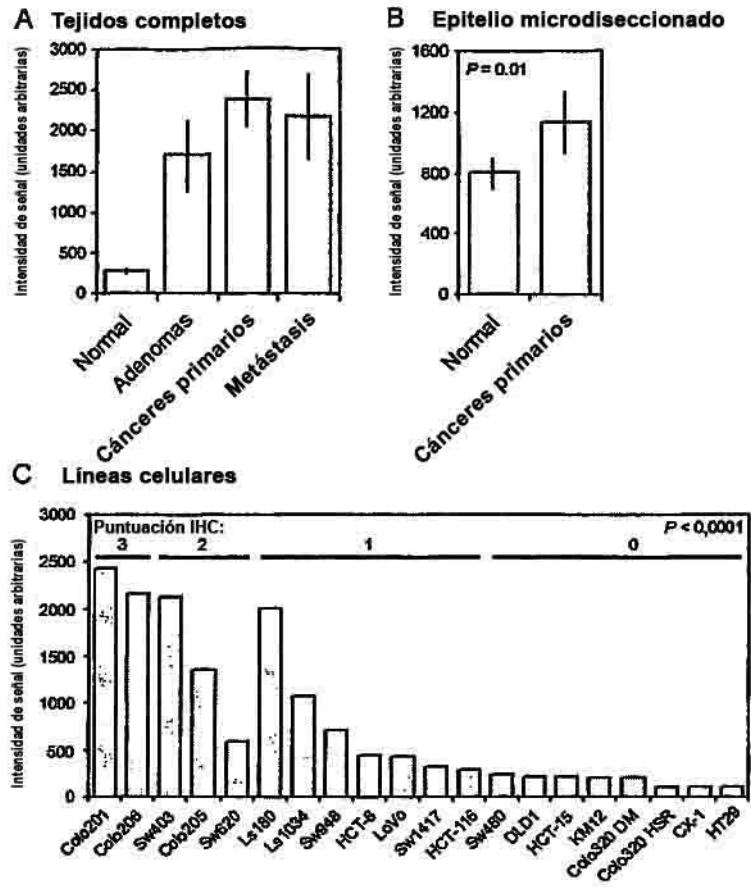 A Tejidos completos
Intensidad de señal (unidades arbitrarias)
3000
2500
2000
1500
1000
500
0
Normal
Adenomas
Cánceres primarios
Metástasis
B Epitelio microdiseccionado
Intensidad de señal (unidades arbitrarias)
1600
1200
800
400
0
P = 0.01
Normal
Cánceres primarios
C Líneas celulares
Intensidad de señal (unidades arbitrarias)
3000
2500
2000
1500
1000
500
0
Puntuación IHC:
P < 0,0001
3 2 1 0
Colo201
Colo206
Sw403
Colo205
Sw620
Ls180
Ls1034
Sw948
HCT-8
LoVo
Sw1417
HCT-116
Sw480
DLD1
HCT-15
KM12
Colo320 DM
Colo320 HSR
CX-1
HT29